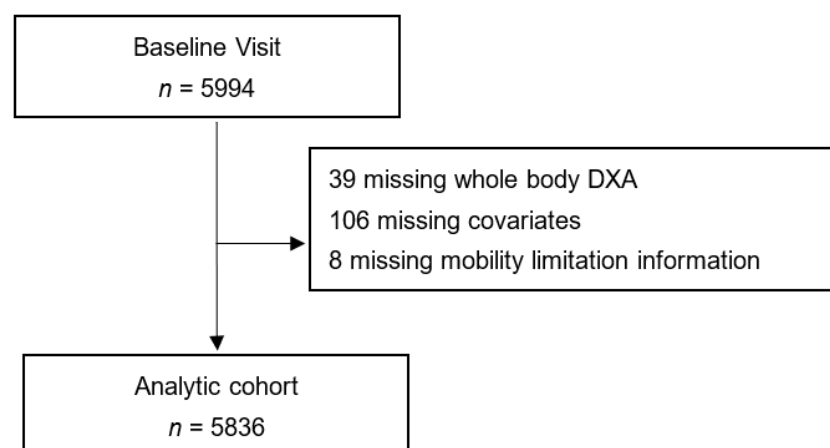 Baseline Visit
n = 5994
39 missing whole body DXA
106 missing covariates
8 missing mobility limitation information
Analytic cohort
n = 5836